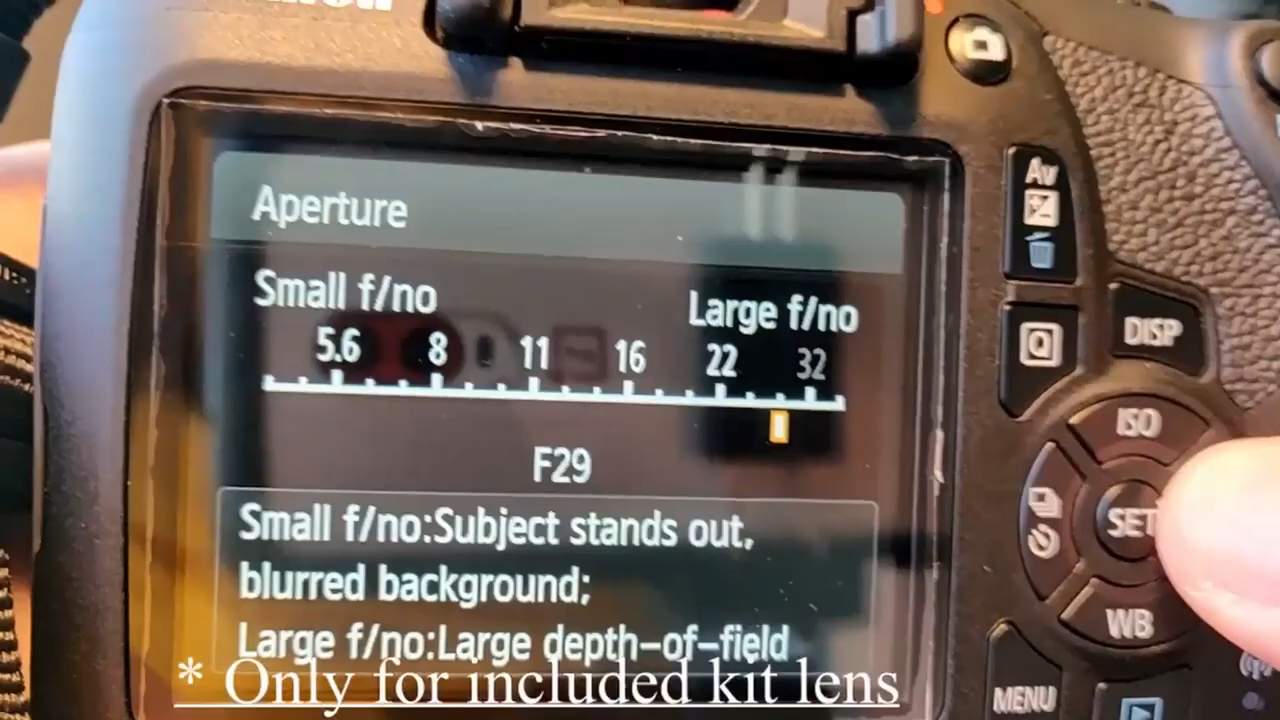 Aperture
Small f/no
Large f/no
5.6 8 11 16 22 32
F29
Small f/no:Subject stands out,
blurred background;
Large f/no:Large depth-of-field
* Only for included kit lens
Av
Q
DISP
ISO
SET
WB
MENU